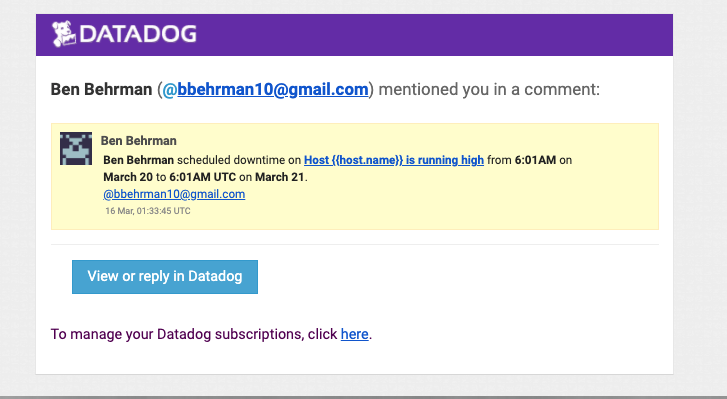 DATADOG
Ben Behrman (@bbehrman10@gmail.com) mentioned you in a comment:
Ben Behrman
Ben Behrman scheduled downtime on Host {{host.name}} is running high from 6:01AM on
March 20 to 6:01AM UTC on March 21.
@bbehrman10@gmail.com
16 Mar, 01:33:45 UTC
View or reply in Datadog
To manage your Datadog subscriptions, click here.